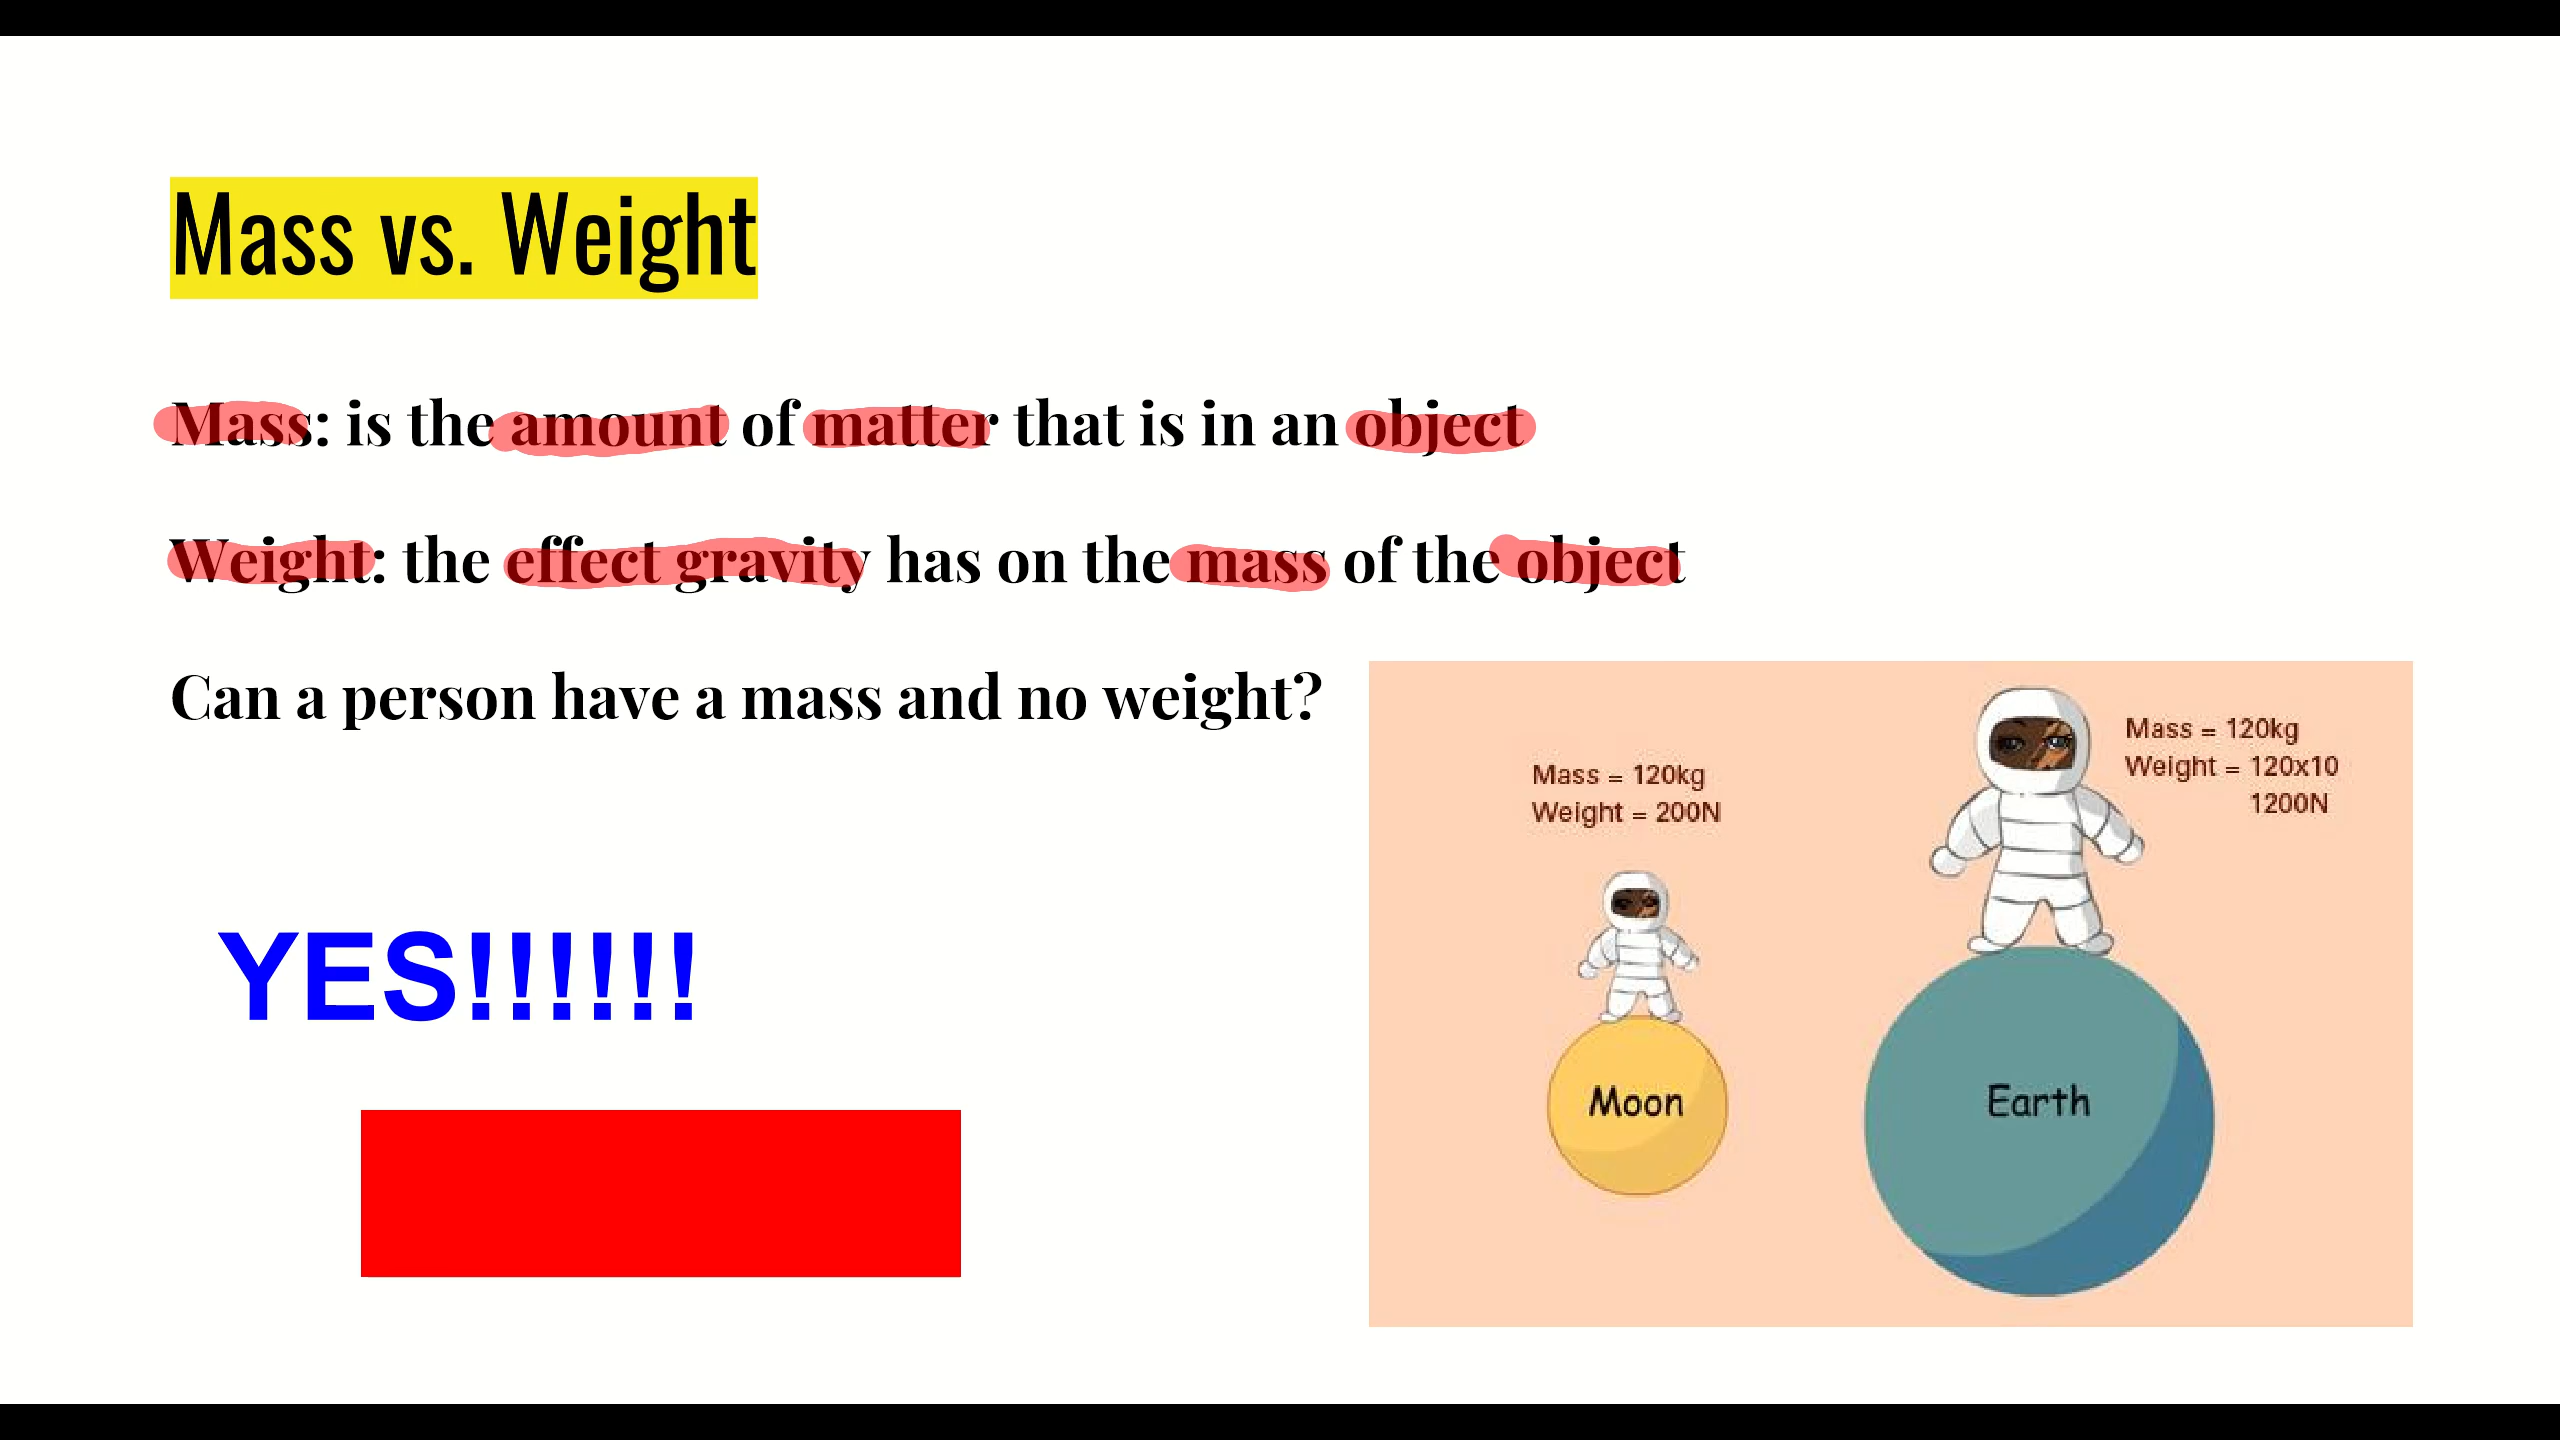 Mass vs. Weight
Mass: is the amount of matter that is in an object
Weight: the effect gravity has on the mass of the object
Can a person have a mass and no weight?
YES!!!!!!
Mass = 120kg
Weight = 200N
Moon
Mass = 120kg
Weight = 120x10
1200N
Earth